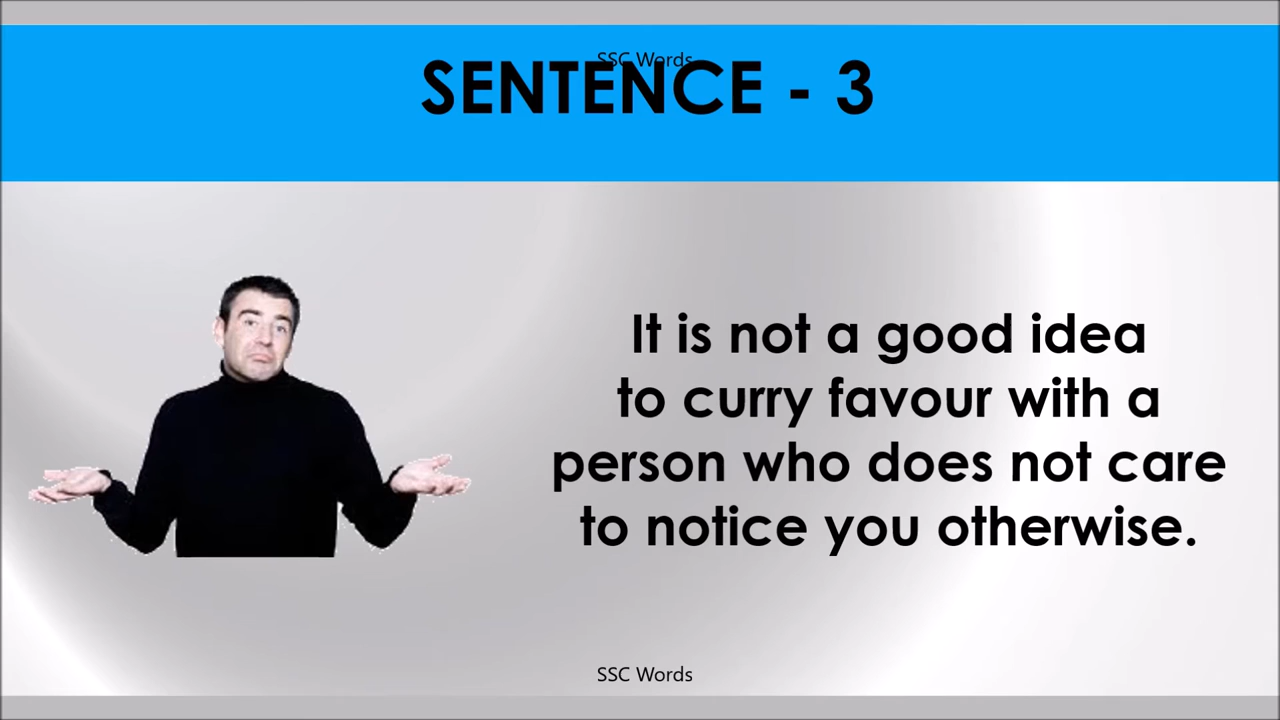 SSC Words
SENTENCE - 3
It is not a good idea
to curry favour with a
person who does not care
to notice you otherwise.
SSC Words